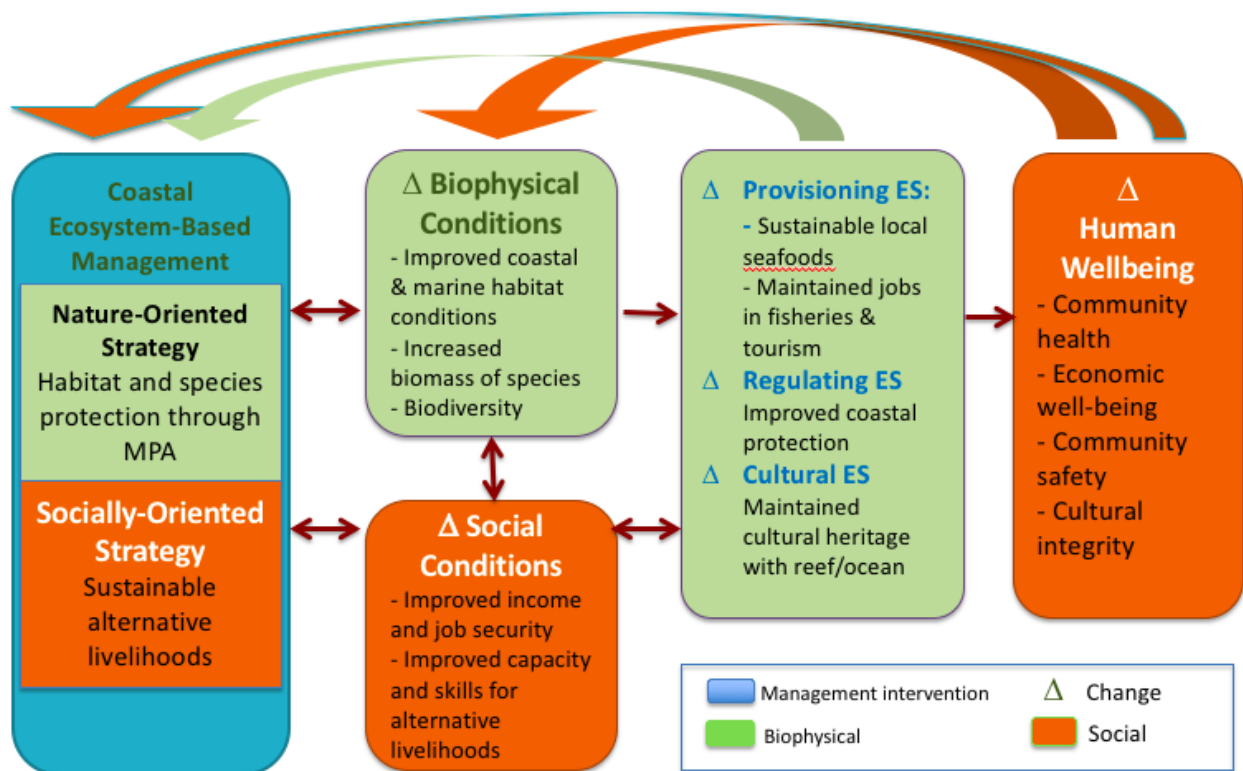 Coastal
Ecosystem-Based
Management
Nature-Oriented
Strategy
Habitat and species
protection through
MPA
Socially-Oriented
Strategy
Sustainable
alternative
livelihoods
Δ Biophysical
Conditions
- Improved coastal
& marine habitat
conditions
- Increased
biomass of species
- Biodiversity
Δ Social
Conditions
- Improved income
and job security
- Improved capacity
and skills for
alternative
livelihoods
Δ Provisioning ES:
- Sustainable local
seafoods
- Maintained jobs
in fisheries &
tourism
Δ Regulating ES
Improved coastal
protection
Δ Cultural ES
Maintained
cultural heritage
with reef/ocean
Δ
Human
Wellbeing
- Community
health
- Economic
well-being
- Community
safety
- Cultural
integrity
Management intervention
Δ Change
Biophysical
Social